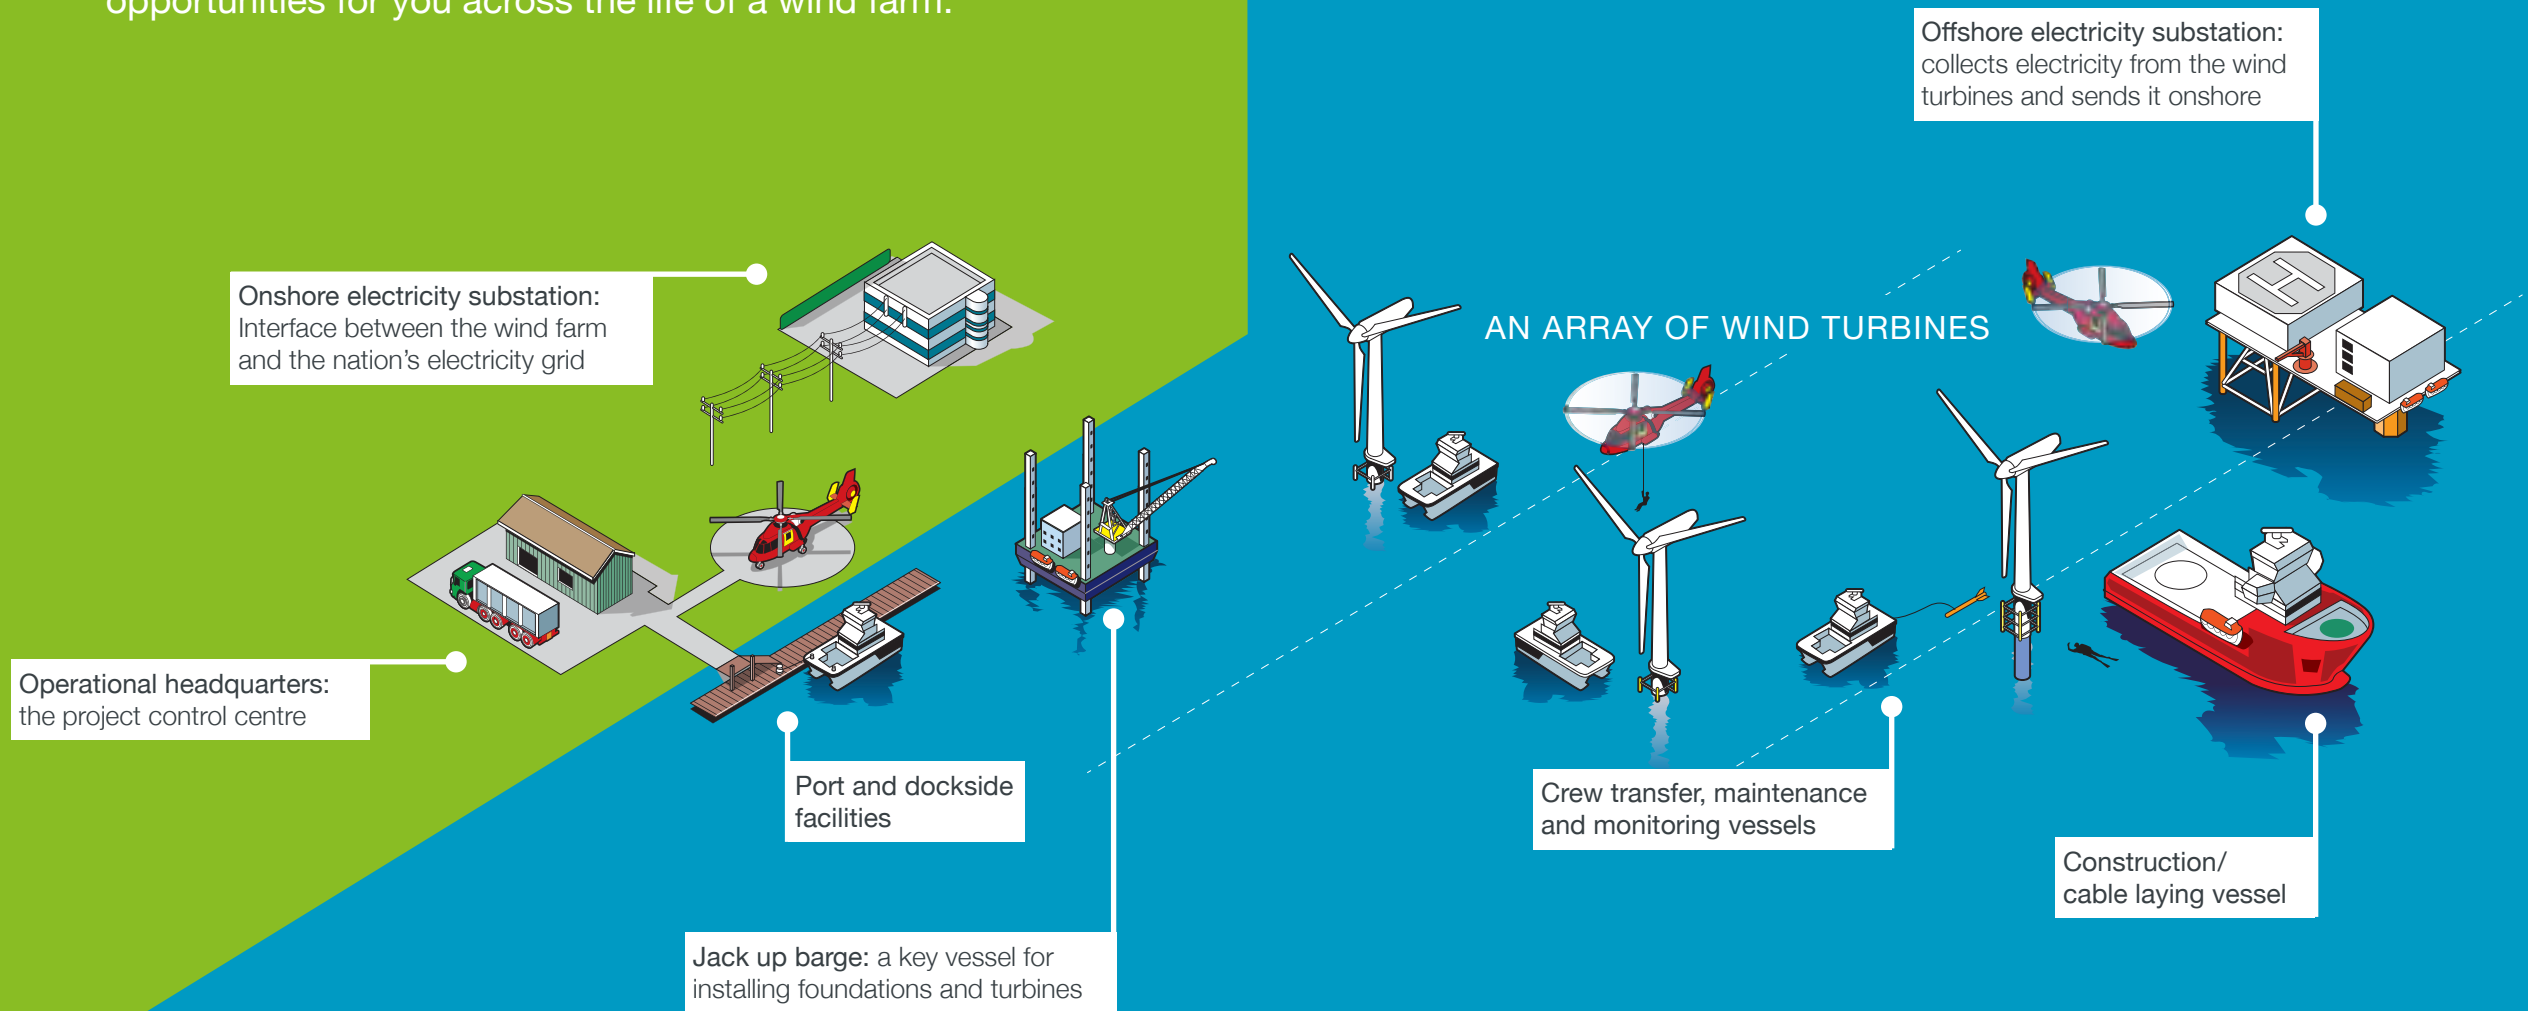 opportunities for you across the life of a wind farm.
Offshore electricity substation:
collects electricity from the wind
turbines and sends it onshore
Onshore electricity substation:
Interface between the wind farm
and the nation's electricity grid
AN ARRAY OF WIND TURBINES
Operational headquarters:
the project control centre
Port and dockside
facilities
Crew transfer, maintenance
and monitoring vessels
Construction/
cable laying vessel
Jack up barge: a key vessel for
installing foundations and turbines
H